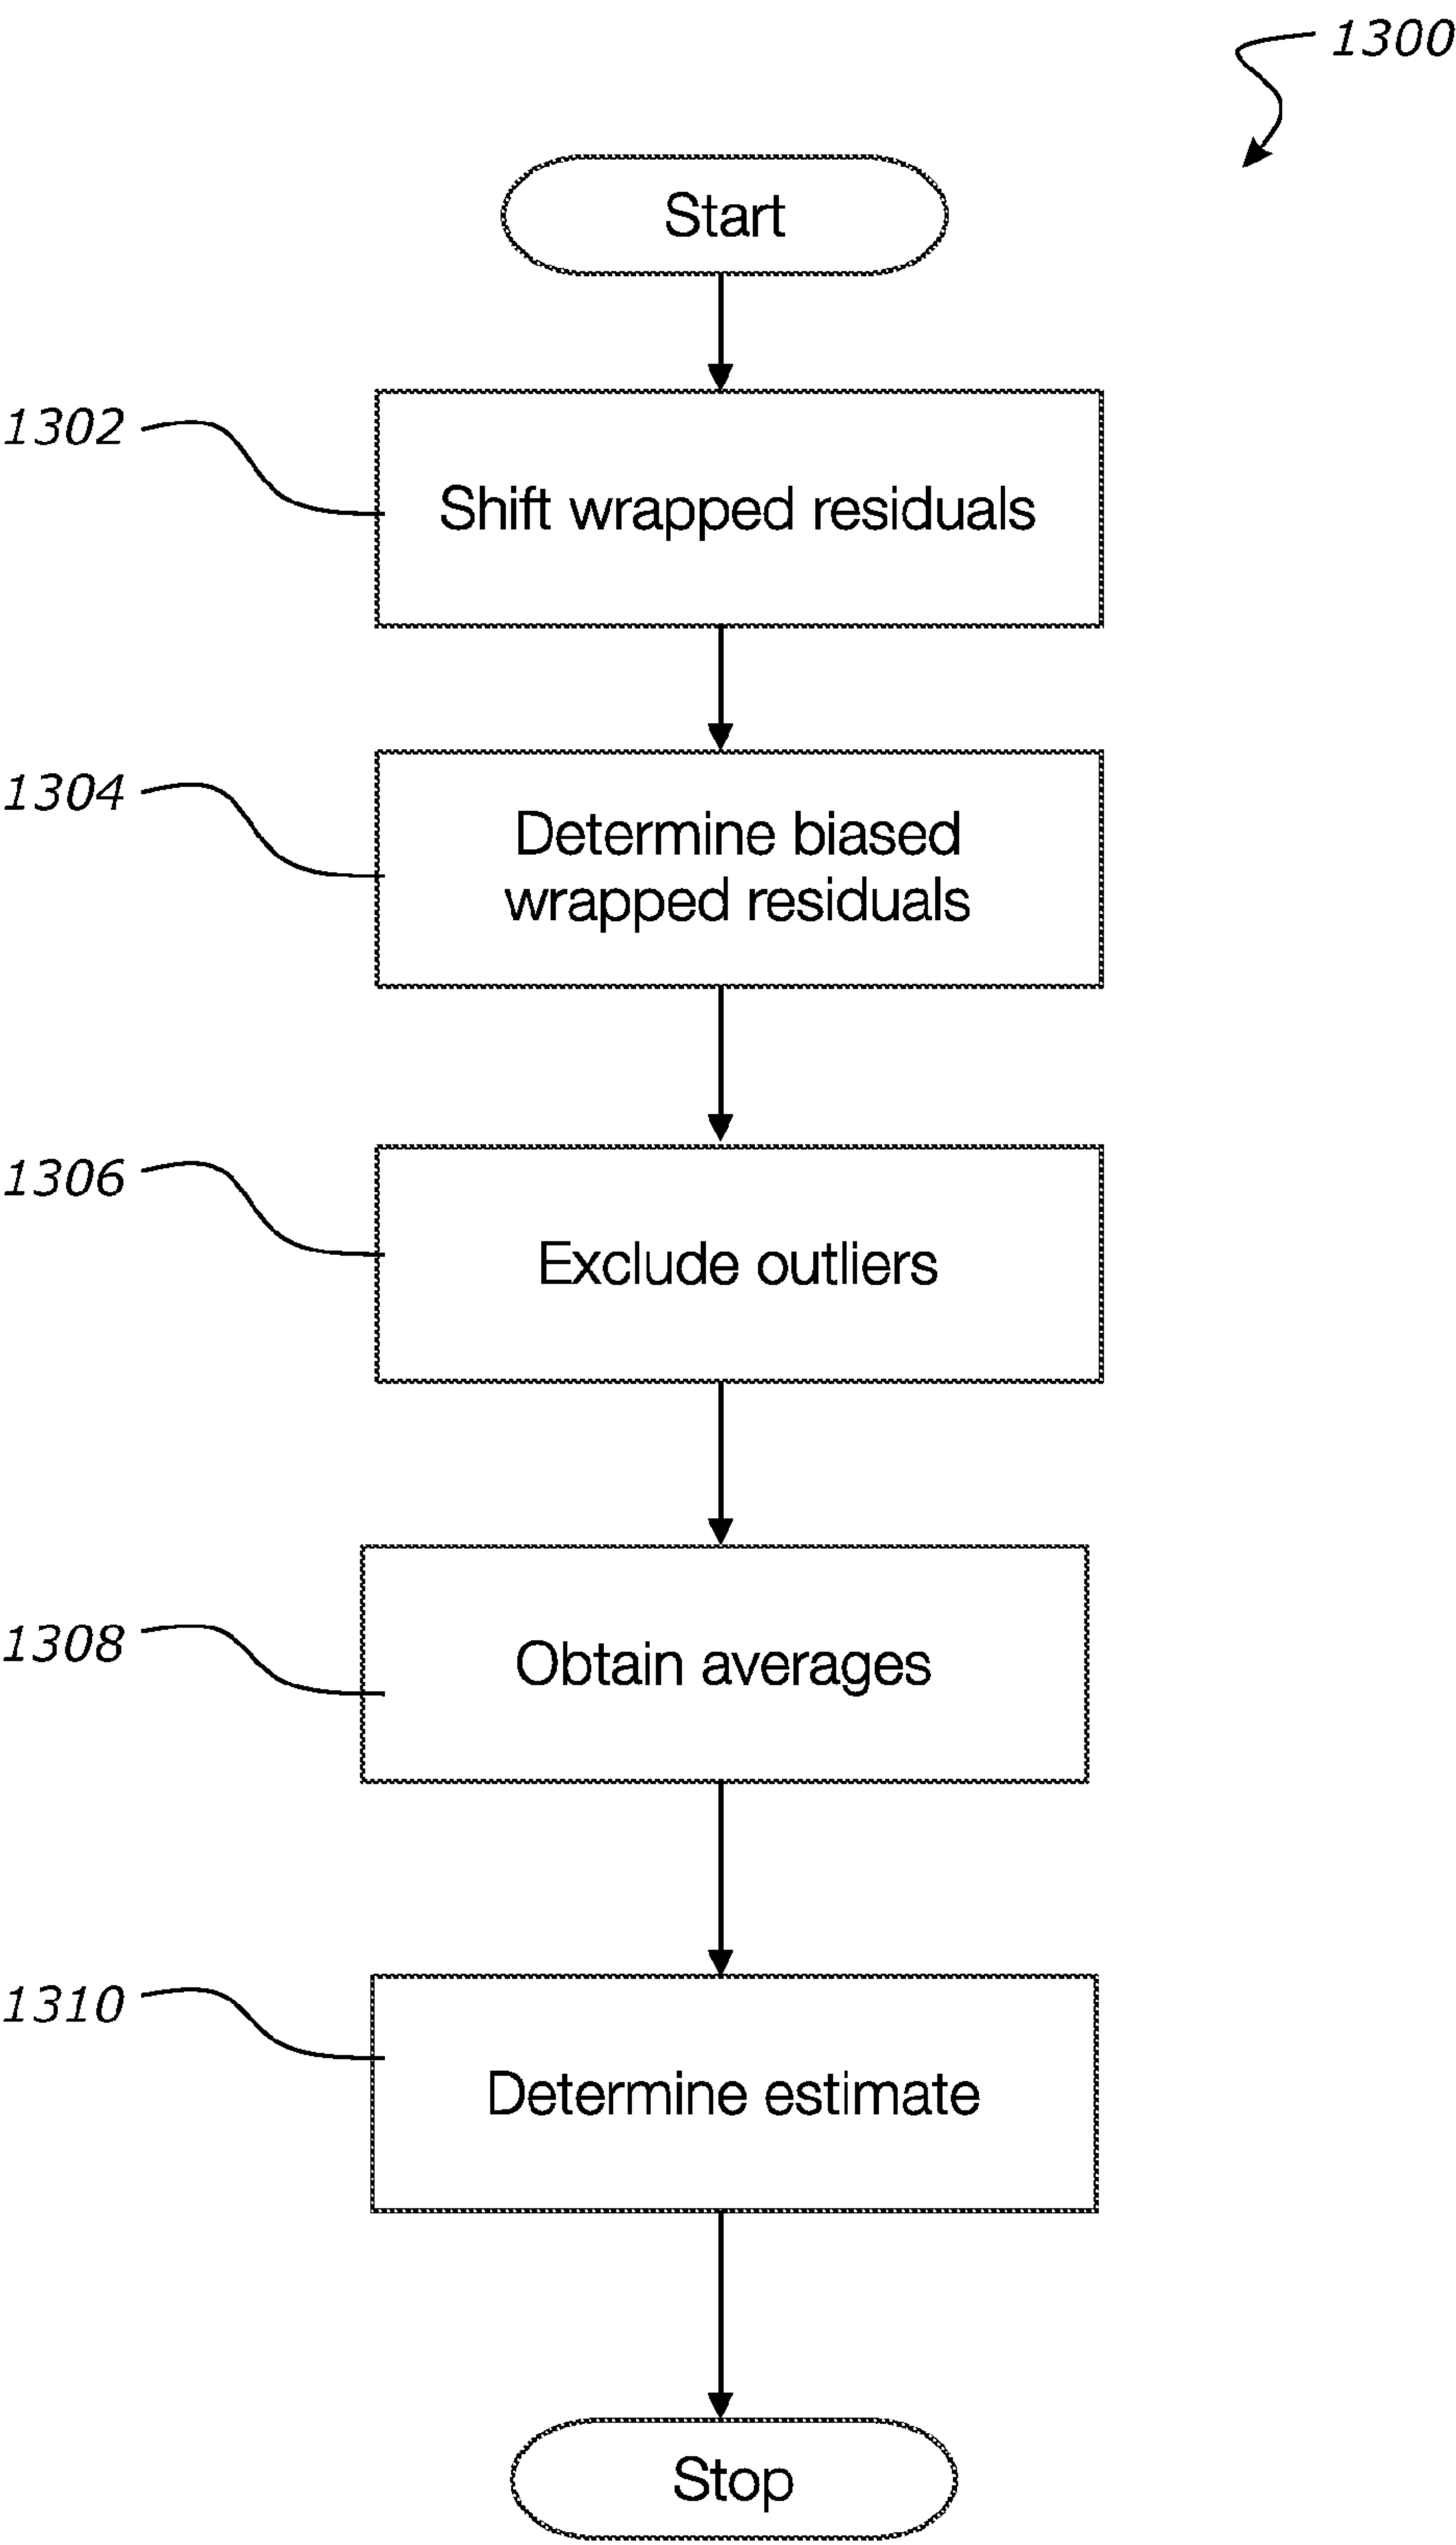 1300
Start
1302
Shift wrapped residuals
1304
Determine biased
wrapped residuals
1306
Exclude outliers
1308
Obtain averages
1310
Determine estimate
Stop